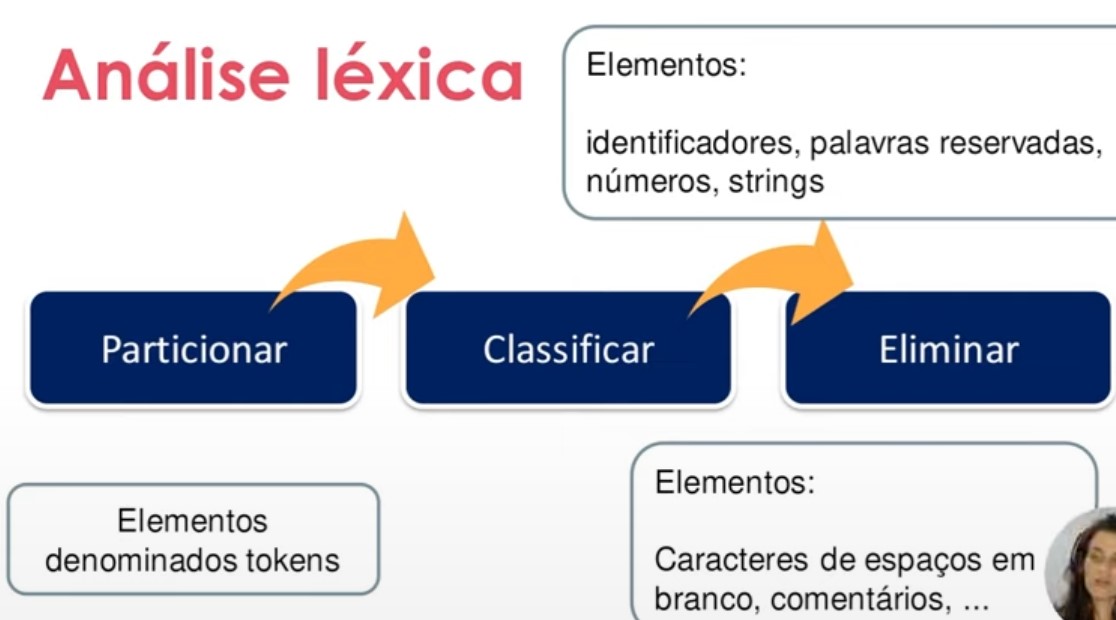 Análise léxica
Elementos:
identificadores, palavras reservadas,
números, strings
Particionar
Classificar
Eliminar
Elementos
denominados tokens
Elementos:
Caracteres de espaços em
branco, comentários, ...